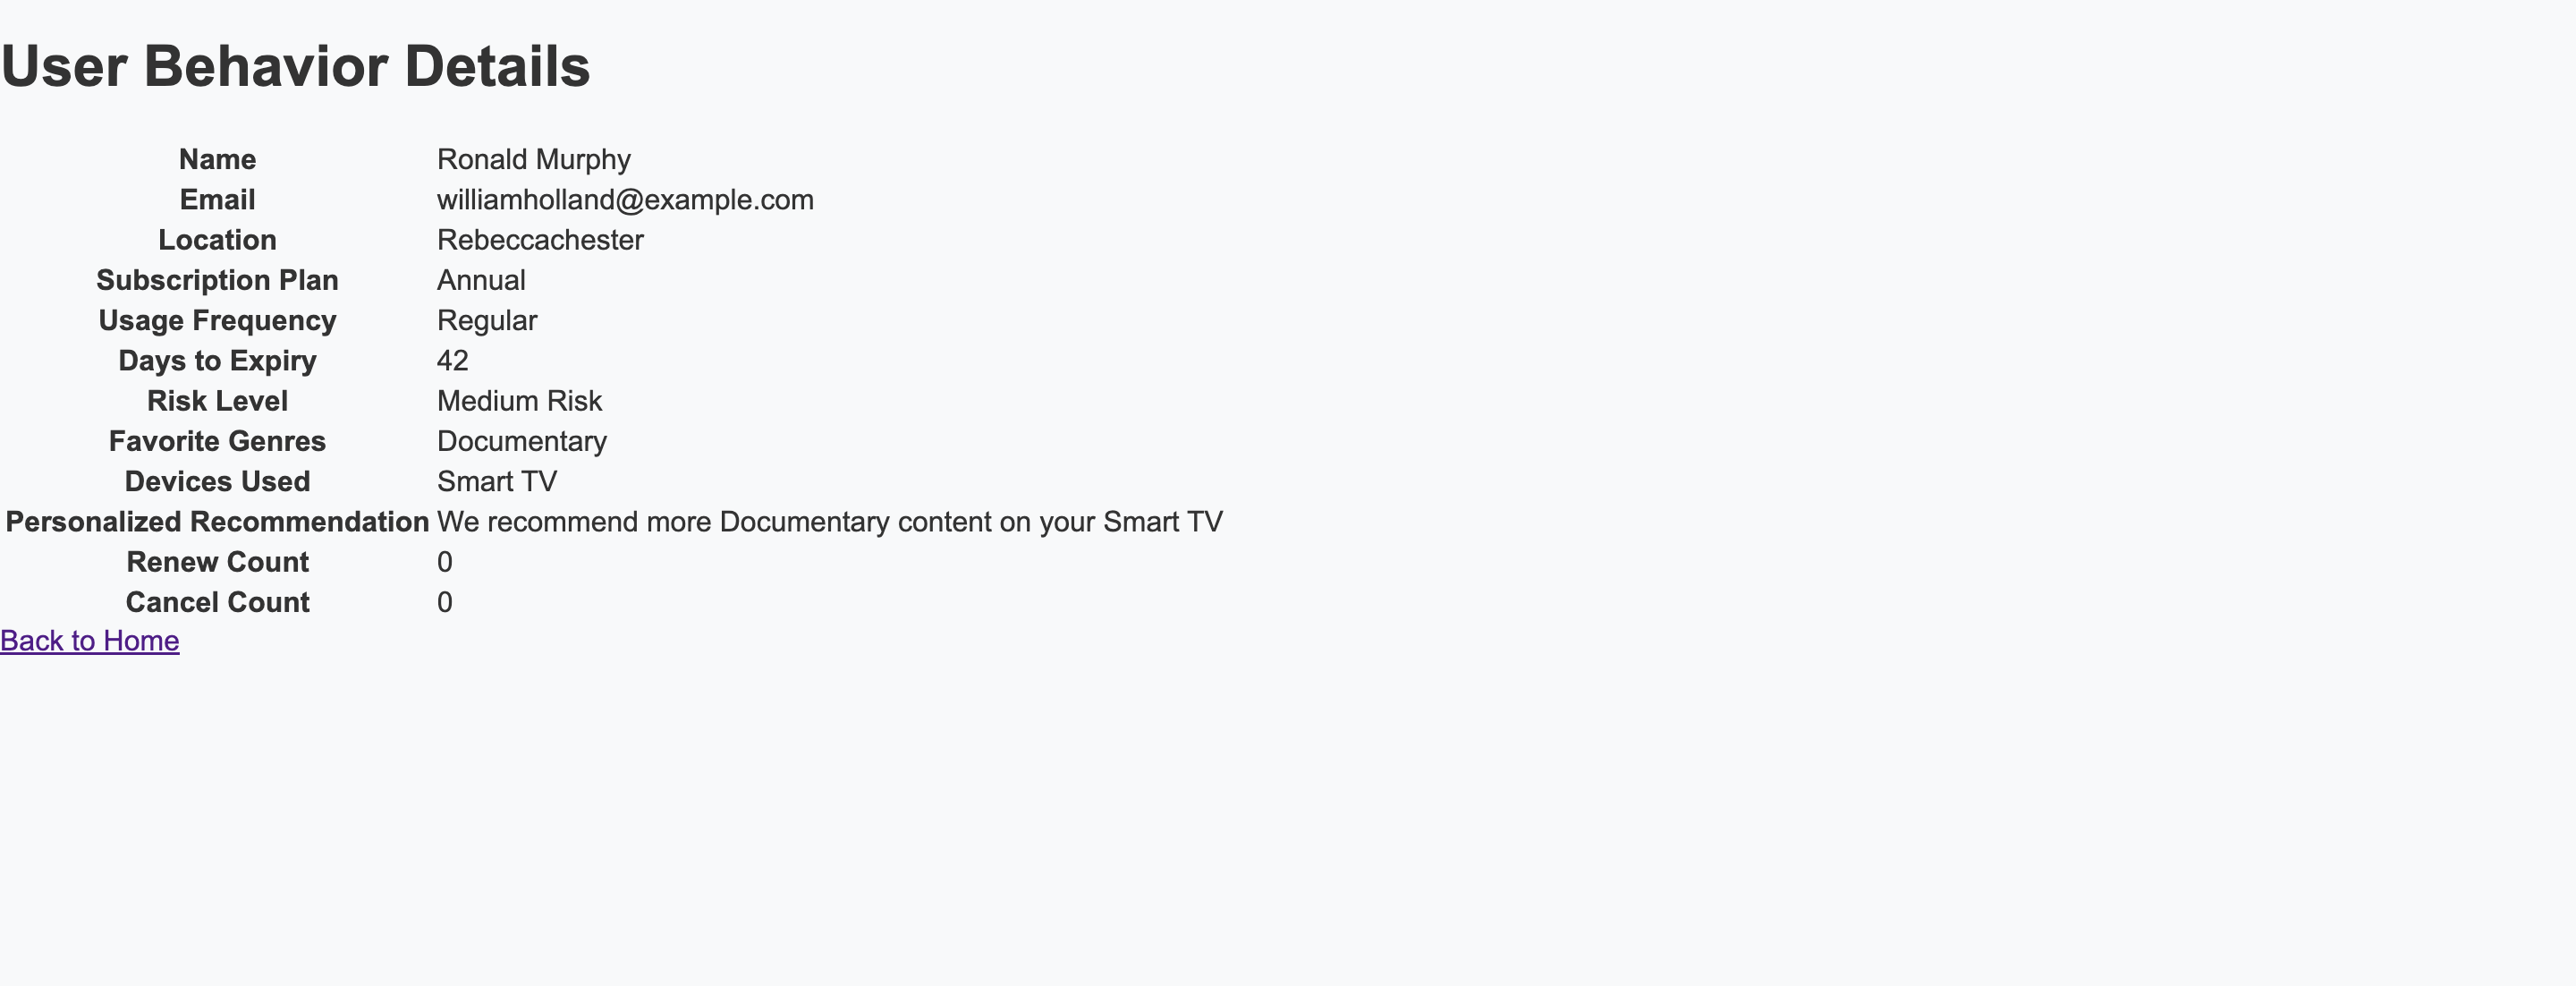 User Behavior Details
Name Ronald Murphy
Email williamholland@example.com
Location Rebeccachester
Subscription Plan Annual
Usage Frequency Regular
Days to Expiry 42
Risk Level Medium Risk
Favorite Genres Documentary
Devices Used Smart TV
Personalized Recommendation We recommend more Documentary content on your Smart TV
Renew Count 0
Cancel Count 0
Back to Home